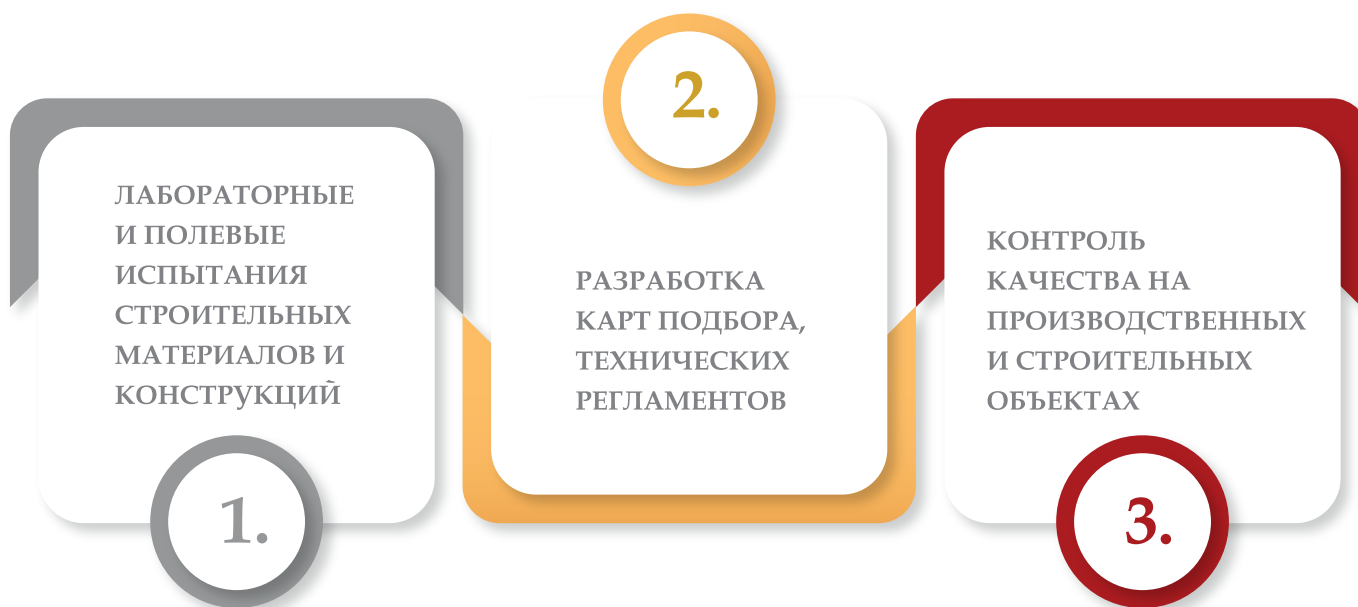 ЛАБОРАТОРНЫЕ
И ПОЛЕВЫЕ
ИСПЫТАНИЯ
СТРОИТЕЛЬНЫХ
МАТЕРИАЛОВ И
КОНСТРУКЦИЙ
1.
2.
РАЗРАБОТКА
КАРТ ПОДБОРА,
ТЕХНИЧЕСКИХ
РЕГЛАМЕНТОВ
КОНТРОЛЬ
КАЧЕСТВА НА
ПРОИЗВОДСТВЕННЫХ
И СТРОИТЕЛЬНЫХ
ОБЪЕКТАХ
3.